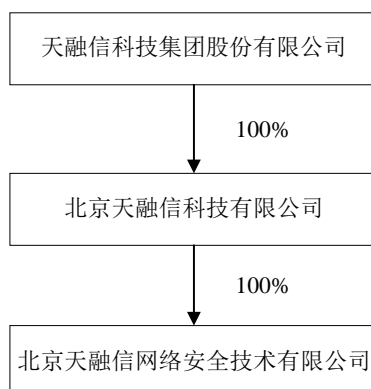 天融信科技集团股份有限公司
100%
北京天融信科技有限公司
100%
北京天融信网络安全技术有限公司